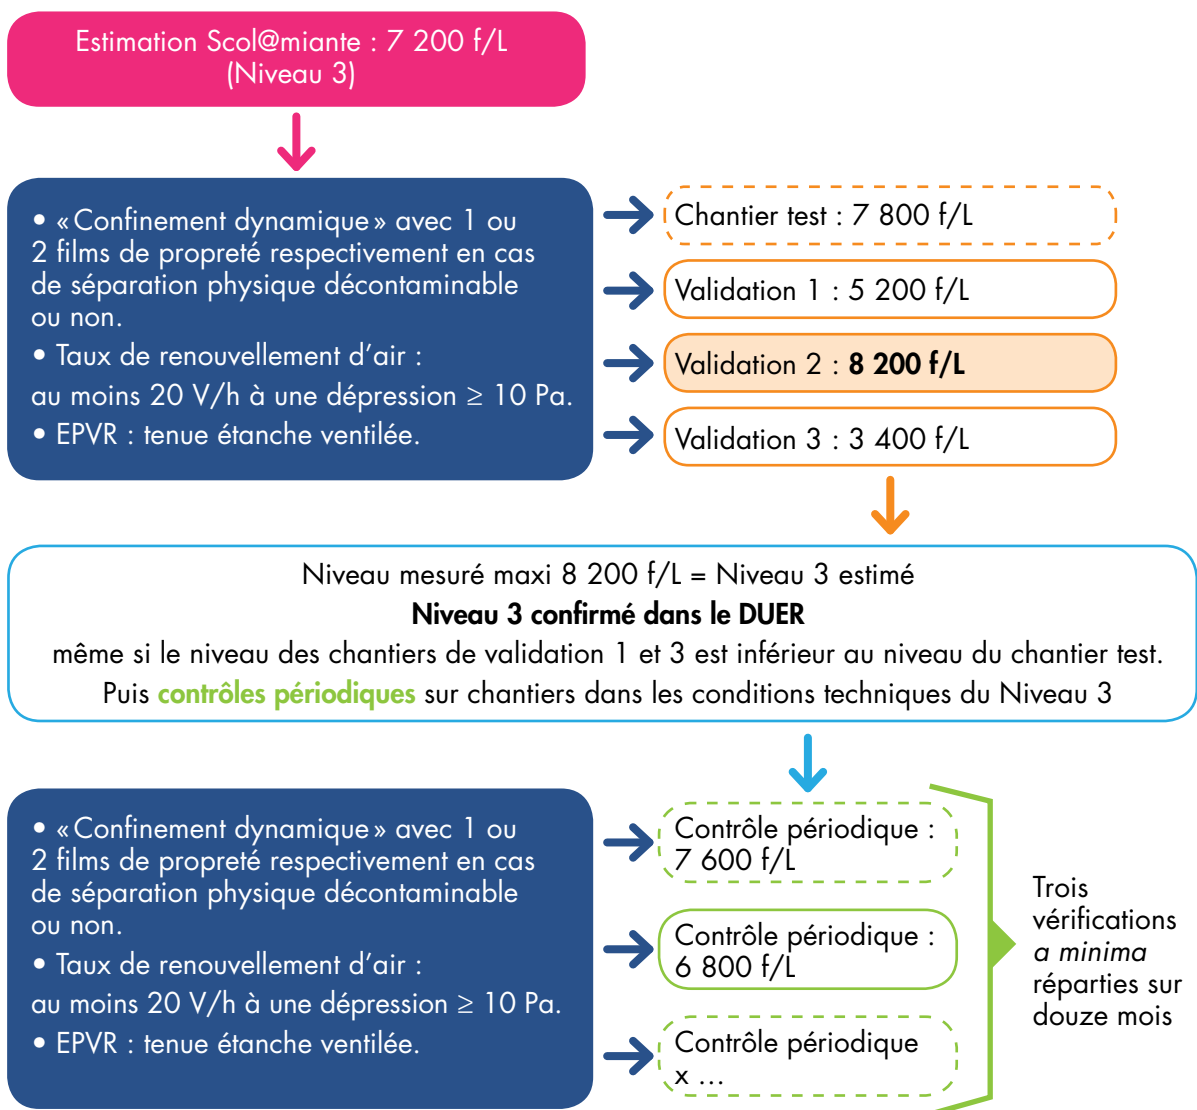 Estimation Scol@miante : 7 200 f/L
(Niveau 3)
• « Confinement dynamique » avec 1 ou
2 films de propreté respectivement en cas
de séparation physique décontaminable
ou non.
• Taux de renouvellement d’air :
au moins 20 V/h à une dépression ≥ 10 Pa.
• EPVR : tenue étanche ventilée.
Chantier test : 7 800 f/L
Validation 1 : 5 200 f/L
Validation 2 : 8 200 f/L
Validation 3 : 3 400 f/L
Niveau mesuré maxi 8 200 f/L = Niveau 3 estimé
Niveau 3 confirmé dans le DUER
même si le niveau des chantiers de validation 1 et 3 est inférieur au niveau du chantier test.
Puis contrôles périodiques sur chantiers dans les conditions techniques du Niveau 3
• « Confinement dynamique » avec 1 ou
2 films de propreté respectivement en cas
de séparation physique décontaminable
ou non.
• Taux de renouvellement d’air :
au moins 20 V/h à une dépression ≥ 10 Pa.
• EPVR : tenue étanche ventilée.
Contrôle périodique :
7 600 f/L
Contrôle périodique :
6 800 f/L
Contrôle périodique
x ...
Trois
vérifications
a minima
réparties sur
douze mois